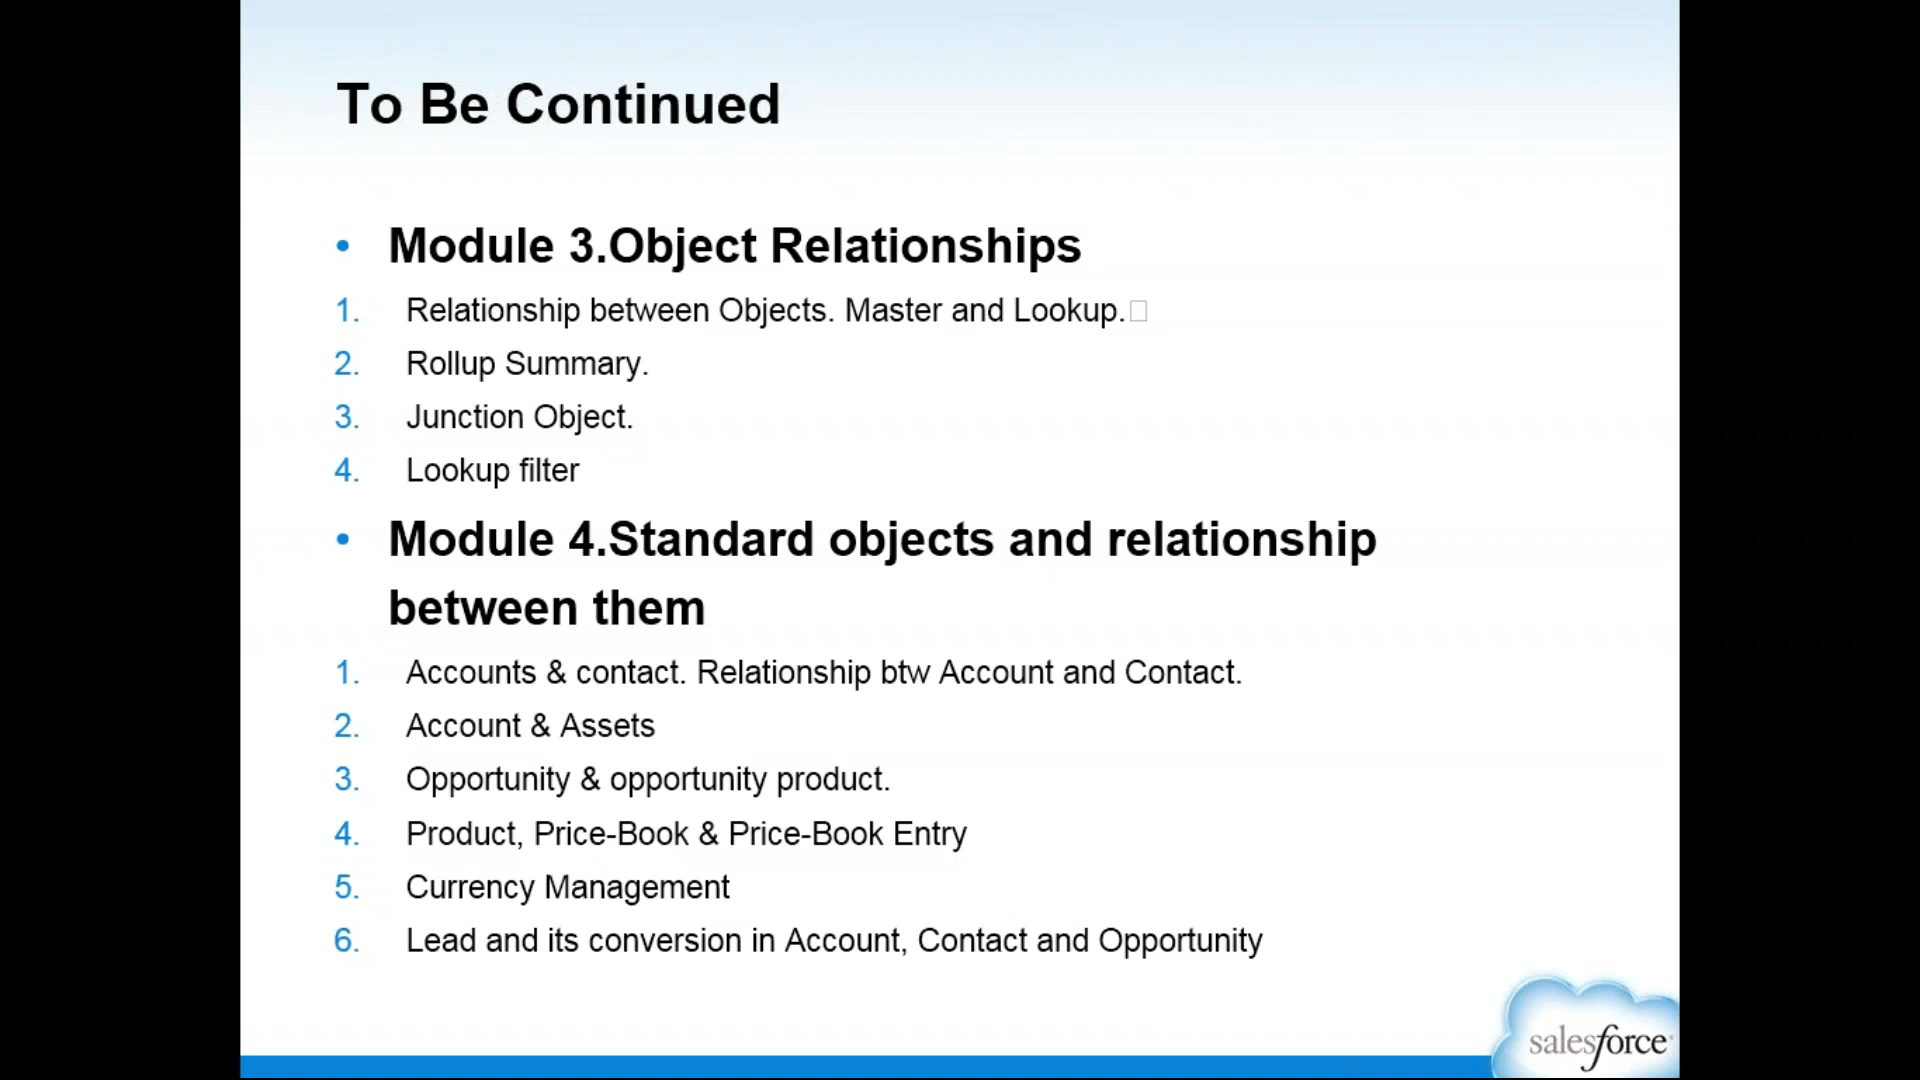 To Be Continued
• Module 3.Object Relationships
1. Relationship between Objects. Master and Lookup.
2. Rollup Summary.
3. Junction Object.
4. Lookup filter
• Module 4.Standard objects and relationship
between them
1. Accounts & contact. Relationship btw Account and Contact.
2. Account & Assets
3. Opportunity & opportunity product.
4. Product, Price-Book & Price-Book Entry
5. Currency Management
6. Lead and its conversion in Account, Contact and Opportunity
salesforce